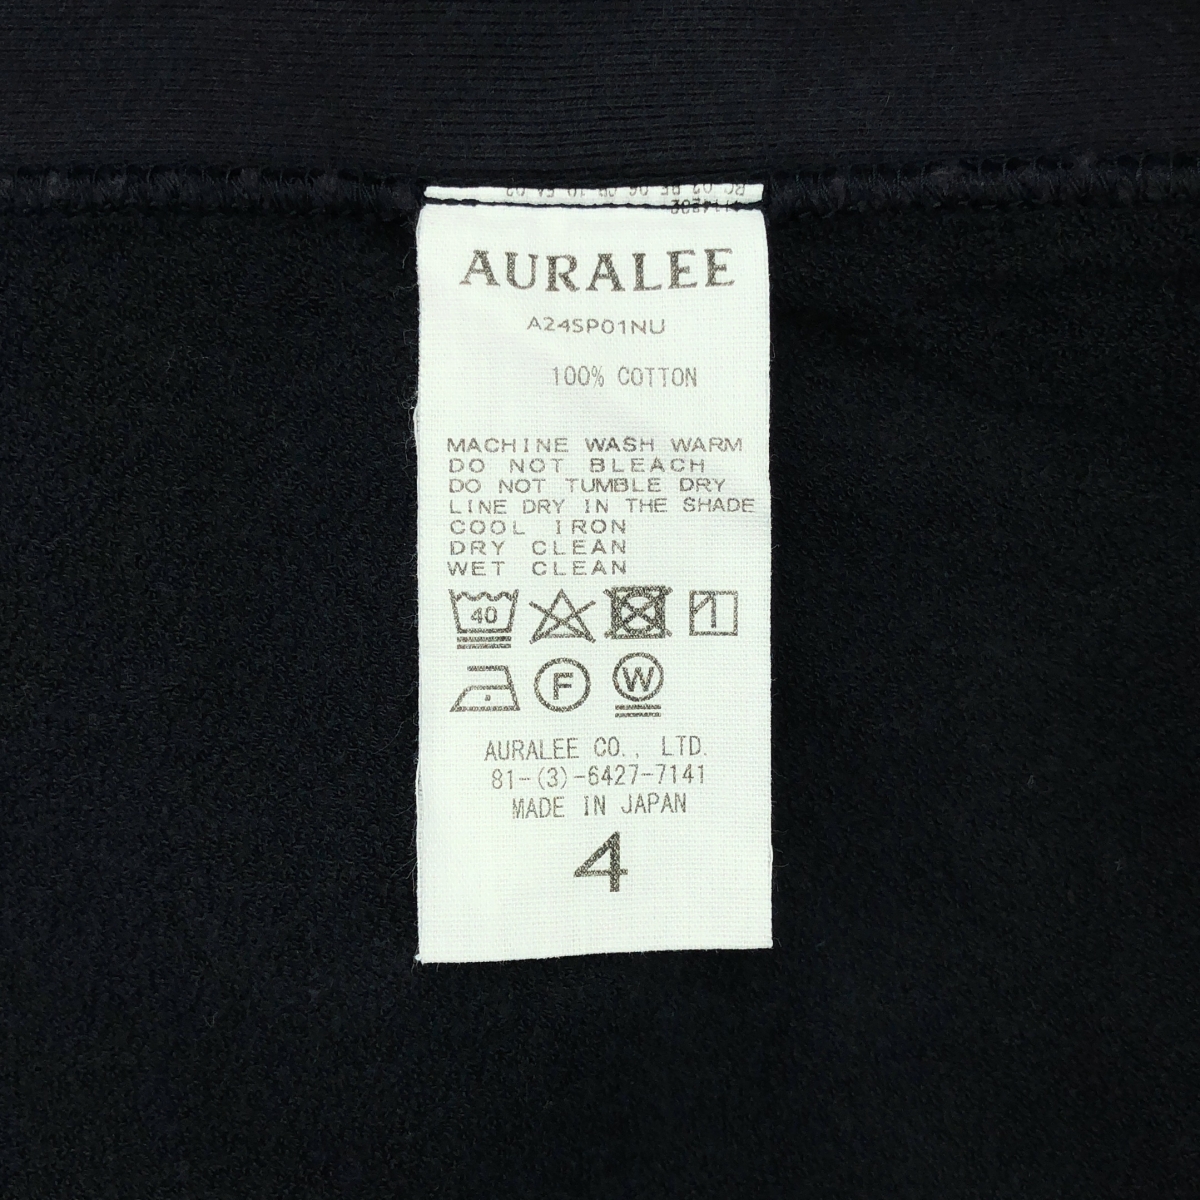 AURALEE
A24SP01NU
100% COTTON
MACHINE WASH WARM
DO NOT BLEACH
DO NOT TUMBLE DRY
LINE DRY IN THE SHADE
COOL IRON
DRY CLEAN
WET CLEAN
40
F W
AURALEE CO., LTD.
81-(3)-6427-7141
MADE IN JAPAN
4